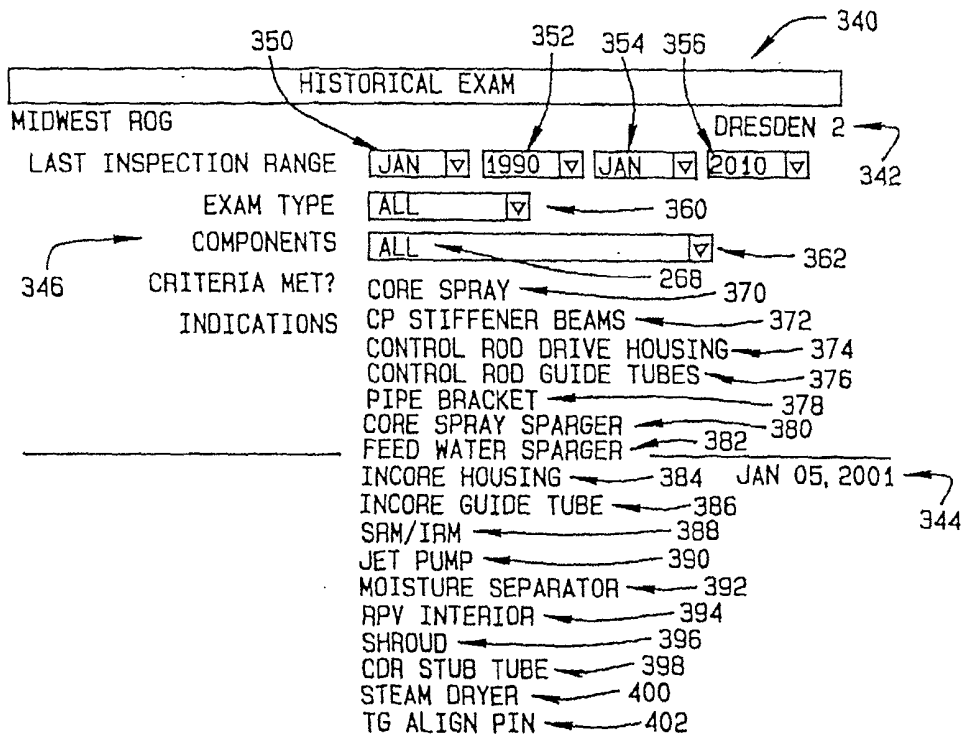 350 352 354 356 340
HISTORICAL EXAM
MIDWEST ROG DRESDEN 2
342
LAST INSPECTION RANGE JAN 1990 JAN 2010
EXAM TYPE ALL 360
COMPONENTS ALL 362
346 268
CRITERIA MET? CORE SPRAY 370
INDICATIONS CP STIFFENER BEAMS 372
CONTROL ROD DRIVE HOUSING 374
CONTROL ROD GUIDE TUBES 376
PIPE BRACKET 378
CORE SPRAY SPARGER 380
FEED WATER SPARGER 382
INCORE HOUSING 384 JAN 05, 2001
344
INCORE GUIDE TUBE 386
SRM/IRM 388
JET PUMP 390
MOISTURE SEPARATOR 392
RPV INTERIOR 394
SHROUD 396
CDR STUB TUBE 398
STEAM DRYER 400
TG ALIGN PIN 402